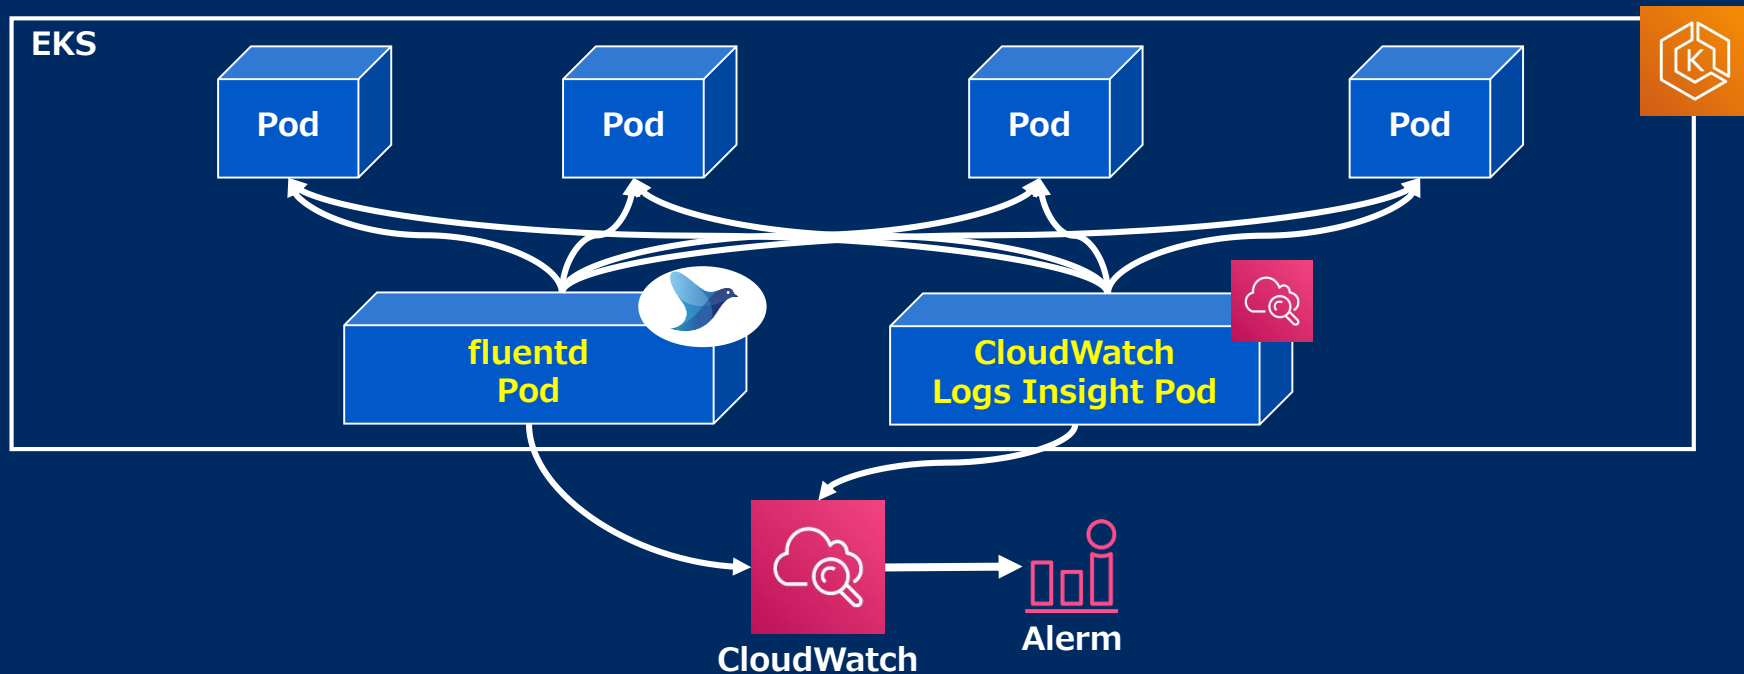 EKS
Pod
Pod
Pod
Pod
fluentd
Pod
CloudWatch
Logs Insight Pod
K
CloudWatch
Alerm